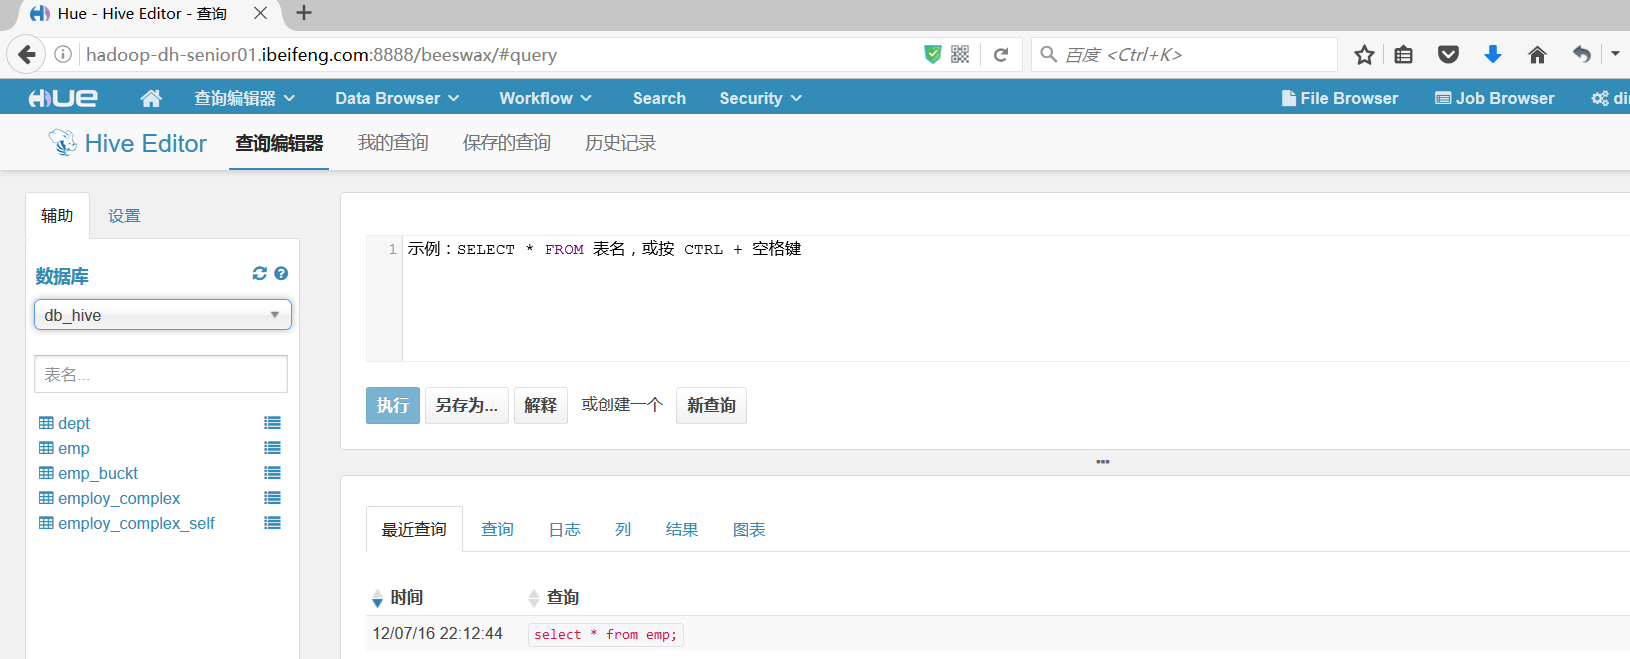 Hue - Hive Editor - 查询
hadoop-dh-senior01.ibeifeng.com:8888/beeswax/#query
百度 <Ctrl+K>
HUE 查询编辑器 Data Browser Workflow Search Security File Browser Job Browser
Hive Editor 查询编辑器 我的查询 保存的查询 历史记录
辅助 设置
数据库
db_hive
表名...
dept
emp
emp_buckt
employ_complex
employ_complex_self
1 示例：SELECT * FROM 表名，或按 CTRL + 空格键
执行 另存为... 解释 或创建一个 新查询
最近查询 查询 日志 列 结果 图表
时间 查询
12/07/16 22:12:44 select * from emp;